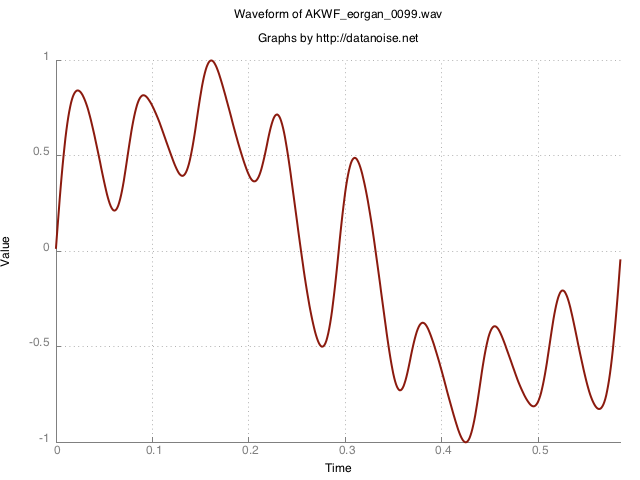 Waveform of AKWF_eorgan_0099.wav
Graphs by http://datanoise.net
1
0.5
0
-0.5
-1
Value
0 0.1 0.2 0.3 0.4 0.5
Time